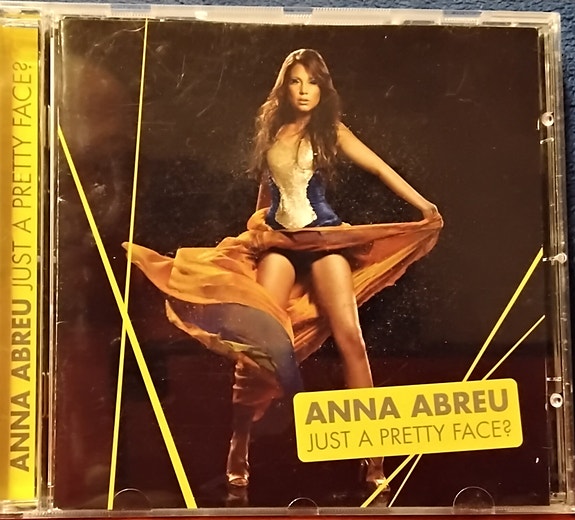 ANNA ABREU JUST A PRETTY FACE?
ANNA ABREU
JUST A PRETTY FACE?